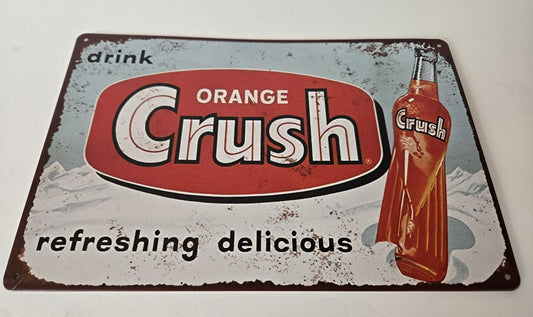 drink
ORANGE
Crush
®
Crush
refreshing delicious